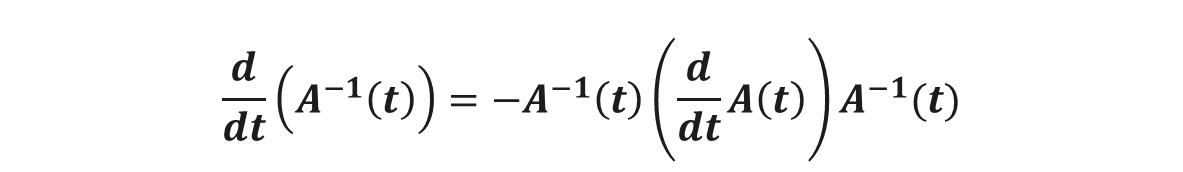 d/dt (A⁻¹(t)) = −A⁻¹(t) (d/dt A(t)) A⁻¹(t)